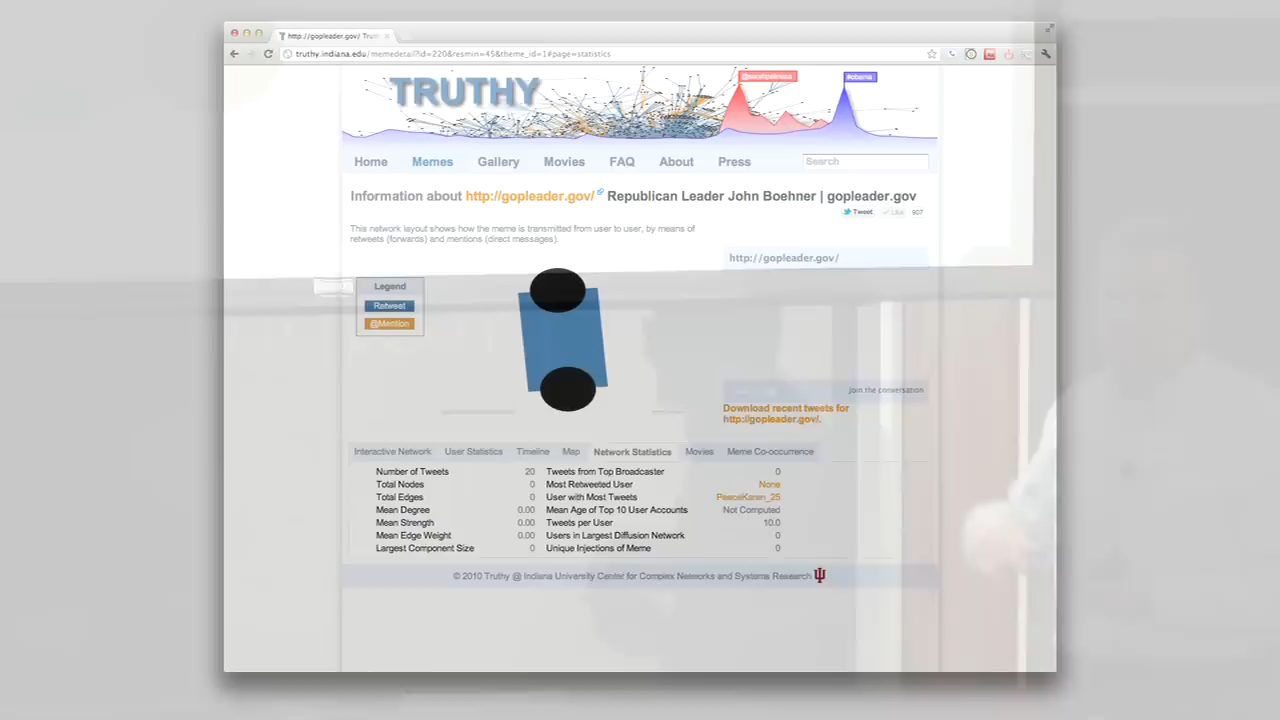 http://gopleader.gov/ Trut
truthy.indiana.edu/memedetail?id=220&resmin=45&theme_id=1#page=statistics
TRUTHY
#obama
Home Memes Gallery Movies FAQ About Press Search
Information about http://gopleader.gov/ Republican Leader John Boehner | gopleader.gov
Tweet Like 907
This network layout shows how the meme is transmitted from user to user, by means of
retweets (forwards) and mentions (direct messages).
http://gopleader.gov/
Legend
Retweet
@Mention
join the conversation
Download recent tweets for
http://gopleader.gov/.
Interactive Network User Statistics Timeline Map Network Statistics Movies Meme Co-occurrence
Number of Tweets 20 Tweets from Top Broadcaster 0
Total Nodes 0 Most Retweeted User None
Total Edges 0 User with Most Tweets PeaceKaren_25
Mean Degree 0.00 Mean Age of Top 10 User Accounts Not Computed
Mean Strength 0.00 Tweets per User 10.0
Mean Edge Weight 0.00 Users in Largest Diffusion Network 0
Largest Component Size 0 Unique Injections of Meme 0
© 2010 Truthy @ Indiana University Center for Complex Networks and Systems Research